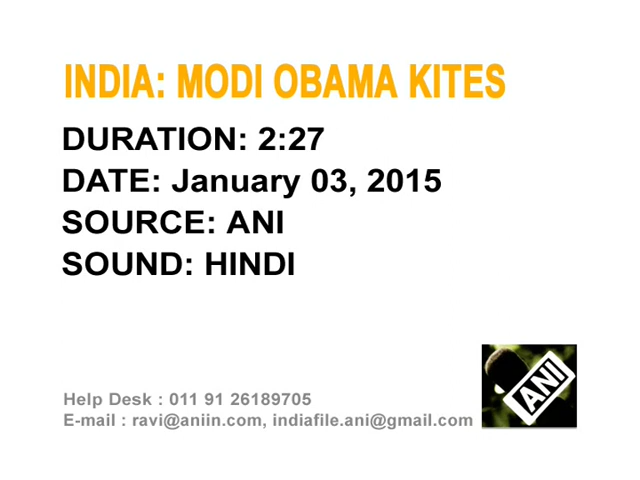 INDIA: MODI OBAMA KITES
DURATION: 2:27
DATE: January 03, 2015
SOURCE: ANI
SOUND: HINDI
Help Desk : 011 91 26189705
E-mail : ravi@aniin.com, indiafile.ani@gmail.com
ANI